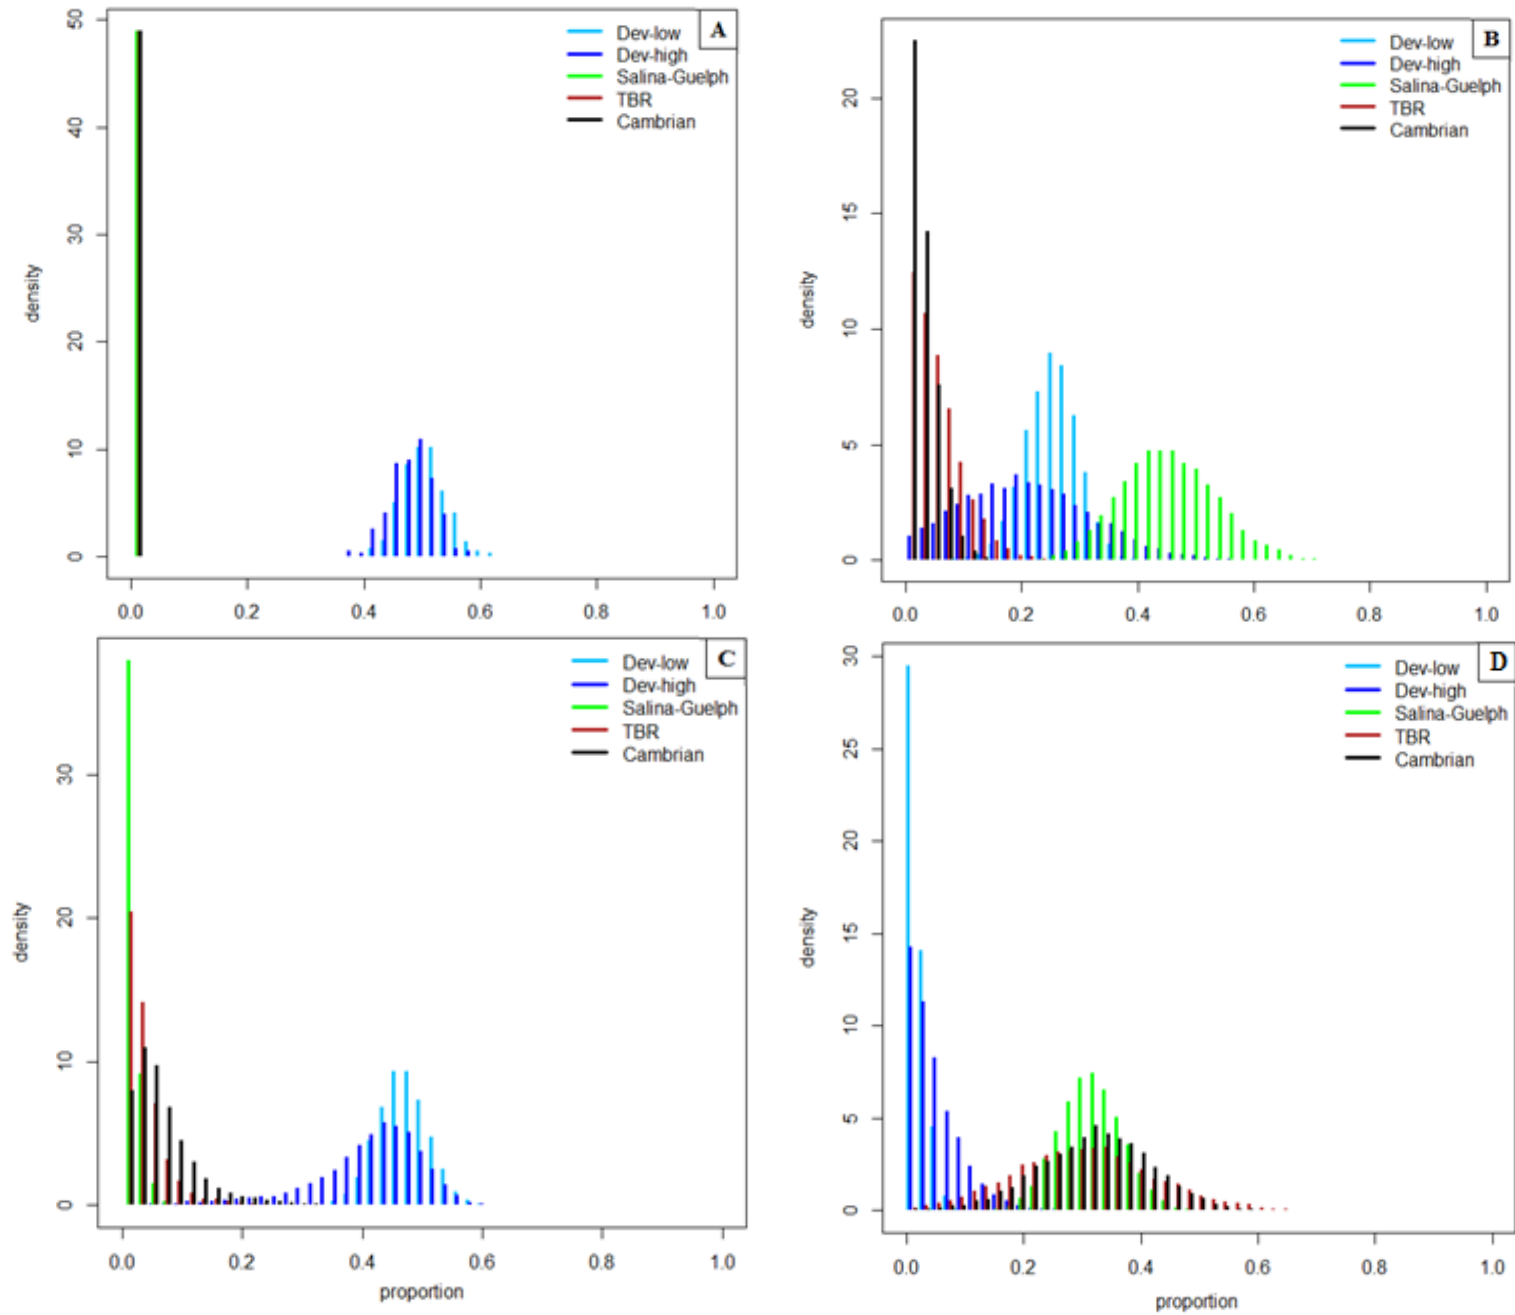 A
Dev-low
Dev-high
Salina-Guelph
TBR
Cambrian
density
0 10 20 30 40 50
0.0 0.2 0.4 0.6 0.8 1.0
B
Dev-low
Dev-high
Salina-Guelph
TBR
Cambrian
density
0 5 10 15 20
0.0 0.2 0.4 0.6 0.8 1.0
C
Dev-low
Dev-high
Salina-Guelph
TBR
Cambrian
density
0 10 20 30
0.0 0.2 0.4 0.6 0.8 1.0
proportion
D
Dev-low
Dev-high
Salina-Guelph
TBR
Cambrian
density
0 5 10 15 20 25 30
0.0 0.2 0.4 0.6 0.8 1.0
proportion